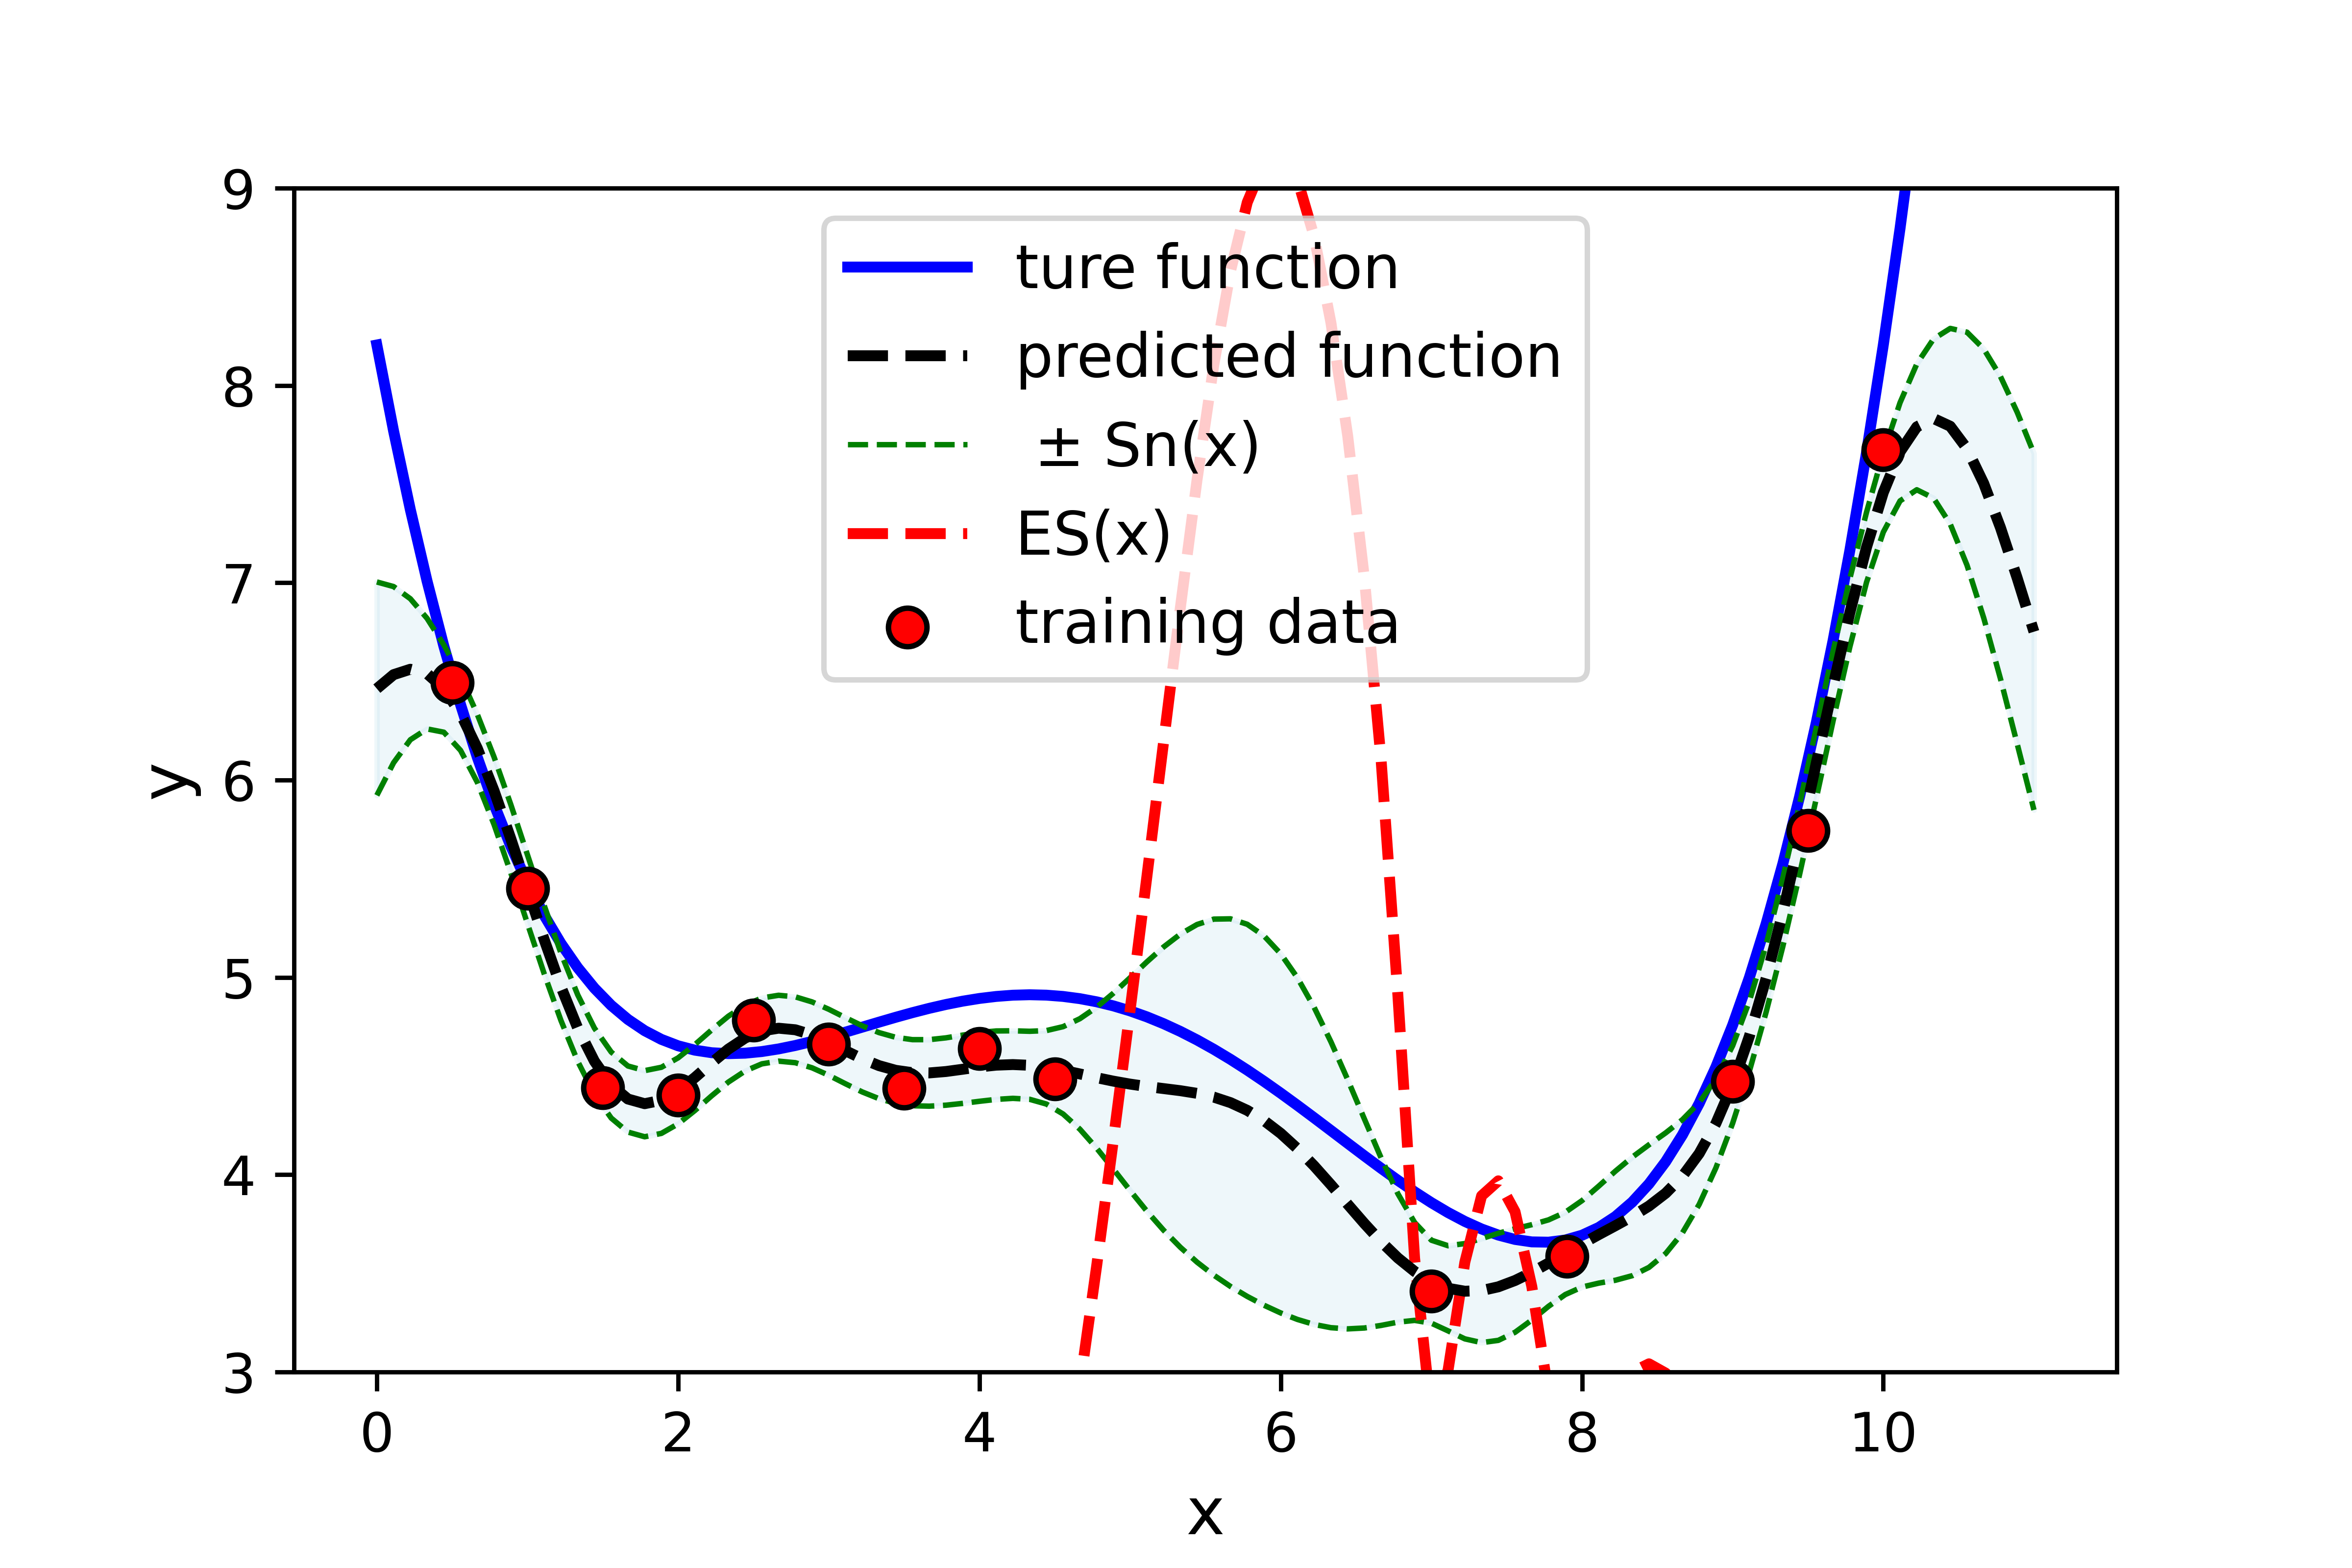 9
8
7
6
5
4
3
y
ture function
predicted function
± Sn(x)
ES(x)
training data
0 2 4 6 8 10
x